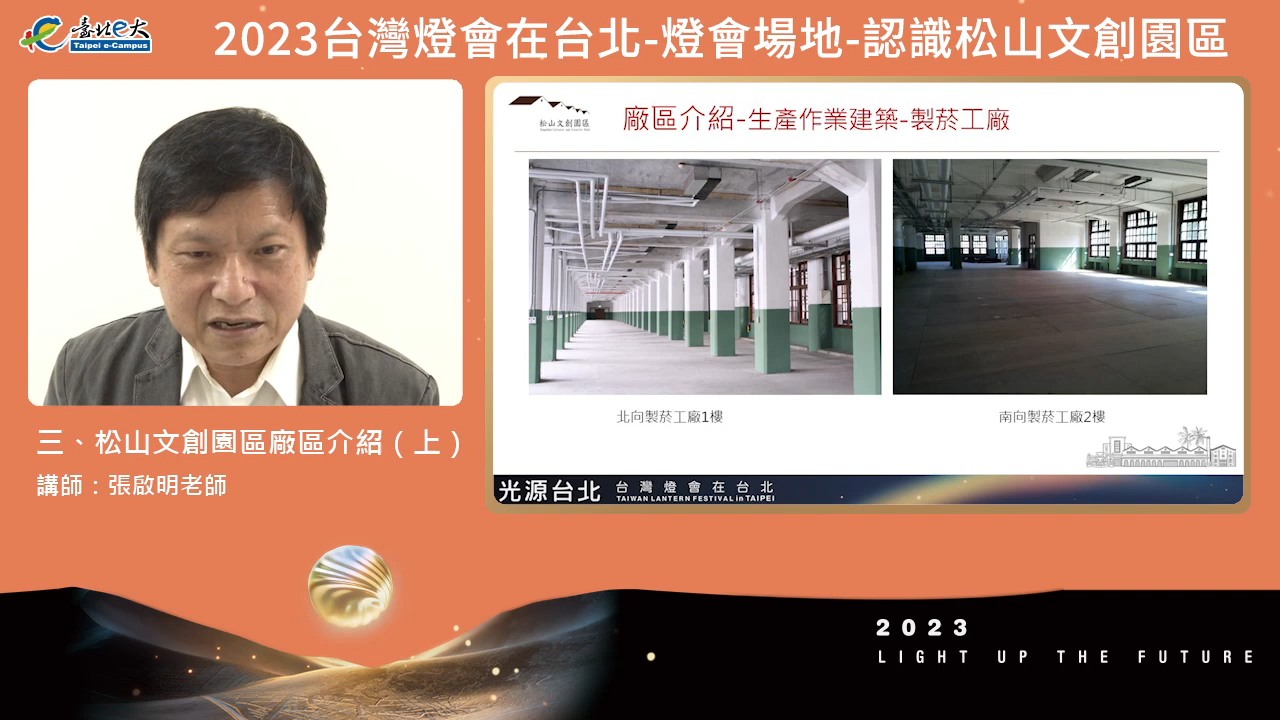 臺北e大
Taipei e-Campus
2023台灣燈會在台北-燈會場地-認識松山文創園區
松山文創園區
廠區介紹-生產作業建築-製菸工廠
北向製菸工廠1樓
南向製菸工廠2樓
三、松山文創園區廠區介紹（上）
講師：張啟明老師
光源台北
台灣燈會在台北
TAIWAN LANTERN FESTIVAL in TAIPEI
2023
LIGHT UP THE FUTURE